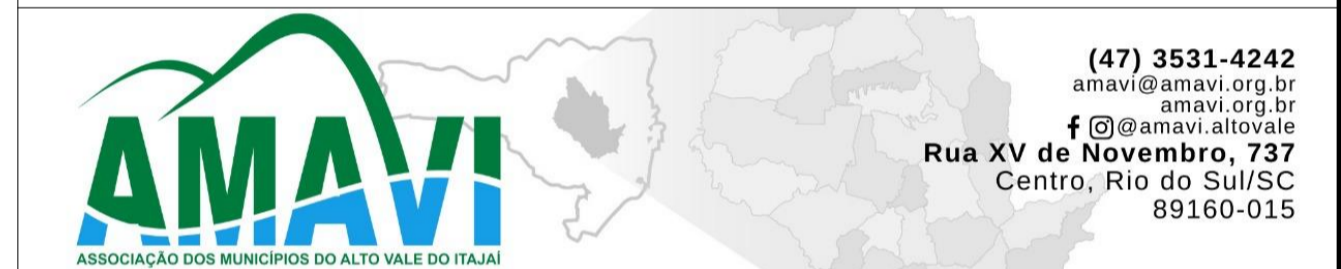 AMAVI
ASSOCIAÇÃO DOS MUNICÍPIOS DO ALTO VALE DO ITAJAÍ
(47) 3531-4242
amavi@amavi.org.br
amavi.org.br
@amavi.altovale
Rua XV de Novembro, 737
Centro, Rio do Sul/SC
89160-015